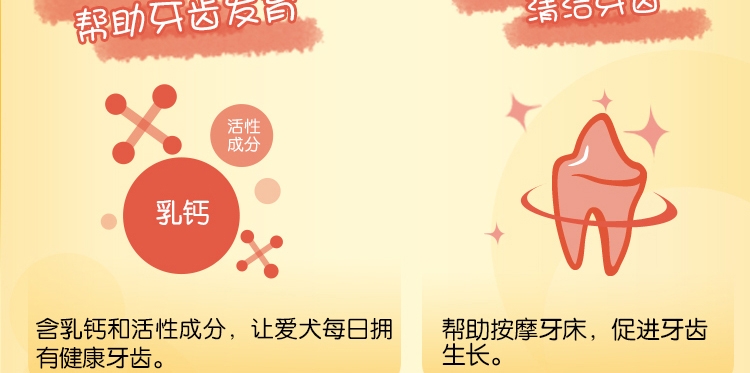 帮助牙齿发育
清洁牙齿
活性
成分
乳钙
含乳钙和活性成分，让爱犬每日拥
有健康牙齿。
帮助按摩牙床，促进牙齿
生长。